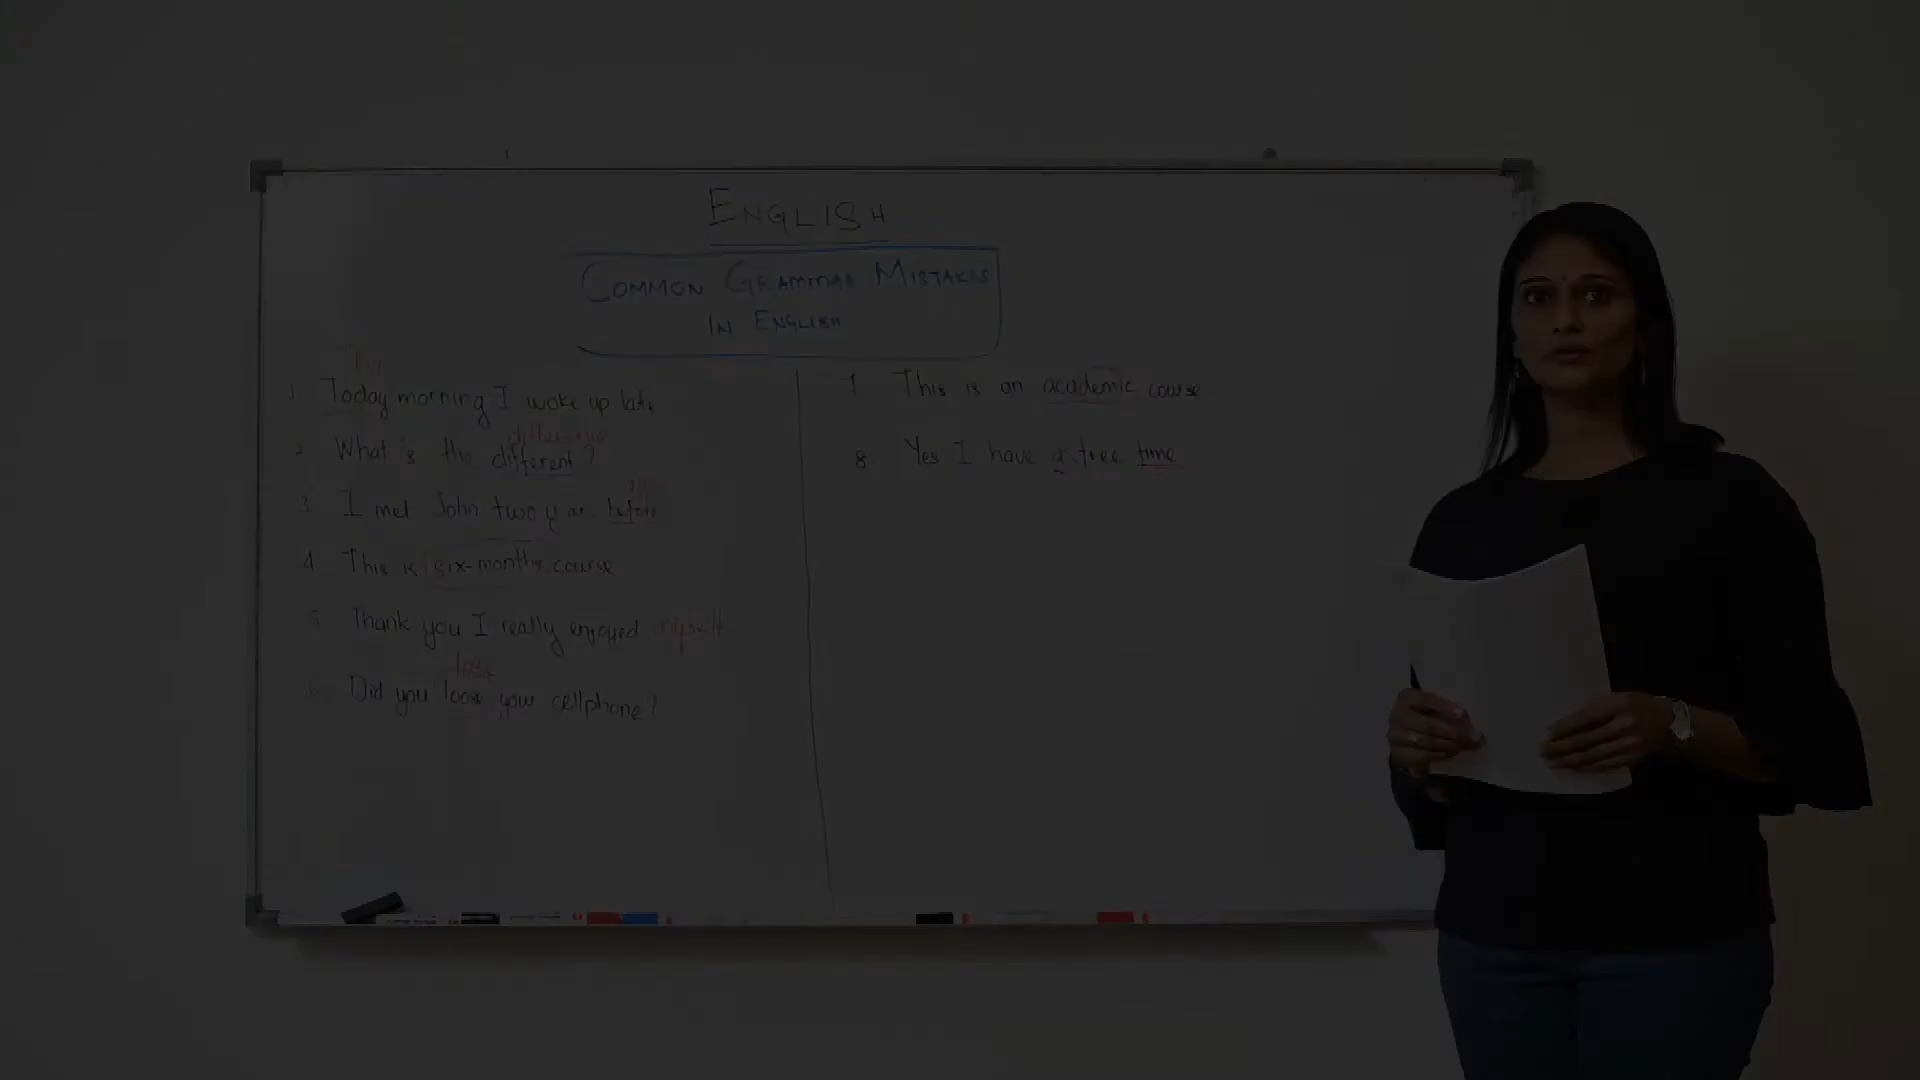 ENGLISH
COMMON GRAMMAR MISTAKES
IN ENGLISH
1 Today morning I woke up late
difference
2 What's the different?
3 I met John two before
4 This is six-months course
5 Thank you I really enjoyed myself
lose
6 Did you loose your cellphone?
7 This is an academic course
8 Yes I have a free time